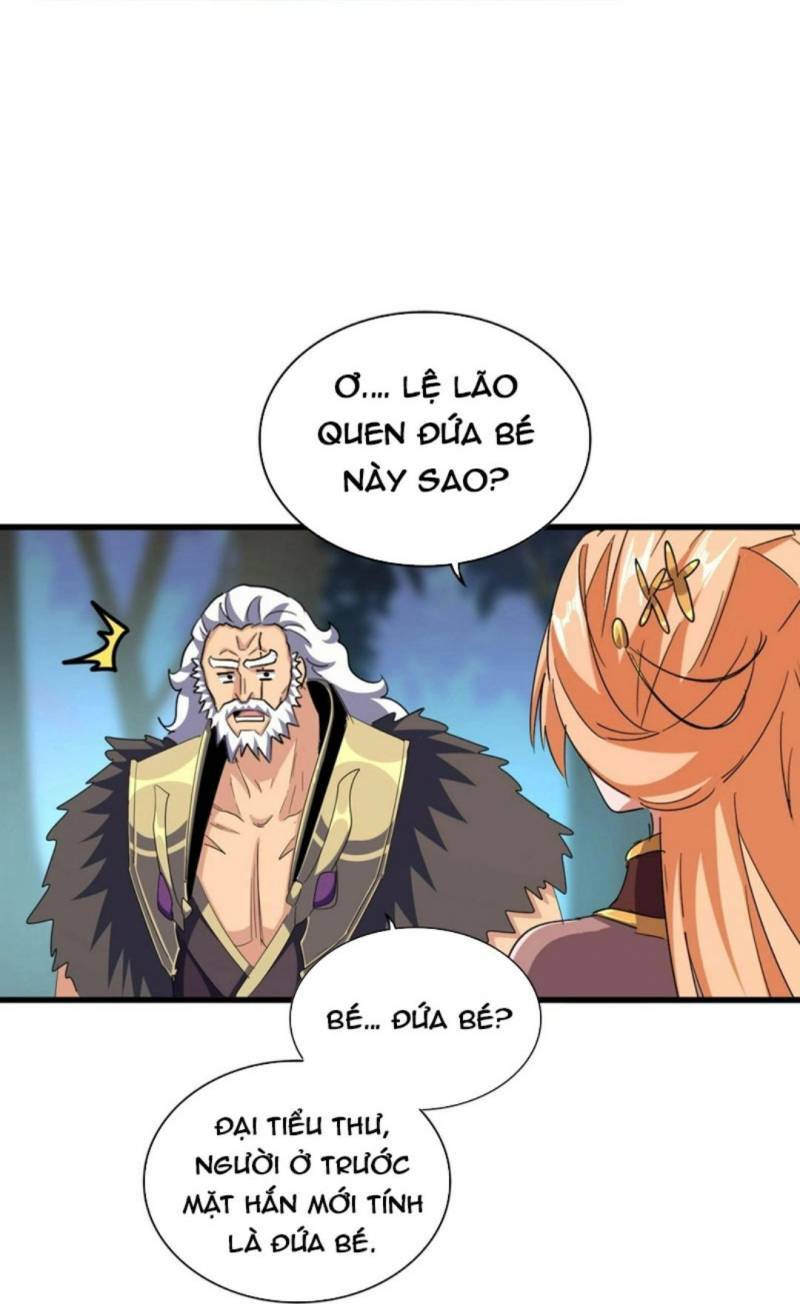 Ơ.... LỆ LÃO
QUEN ĐỨA BÉ
NÀY SAO?
BÉ... ĐỨA BÉ?
ĐẠI TIỂU THƯ,
NGƯỜI Ở TRƯỚC
MẶT HẮN MỚI TÍNH
LÀ ĐỨA BÉ.